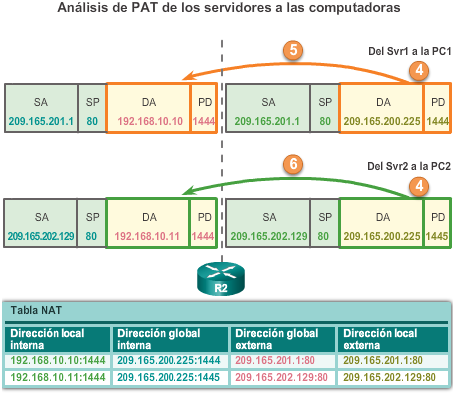 Análisis de PAT de los servidores a las computadoras
5
Del Svr1 a la PC1
4
SA SP DA PD SA SP DA PD
209.165.201.1 80 192.168.10.10 1444 209.165.201.1 80 209.165.200.225 1444
6
Del Svr2 a la PC2
4
SA SP DA PD SA SP DA PD
209.165.202.129 80 192.168.10.11 1444 209.165.202.129 80 209.165.200.225 1445
R2
Tabla NAT
Dirección local interna Dirección global interna Dirección global externa Dirección local externa
192.168.10.10:1444 209.165.200.225:1444 209.165.201.1:80 209.165.201.1:80
192.168.10.11:1444 209.165.200.225:1445 209.165.202.129:80 209.165.202.129:80